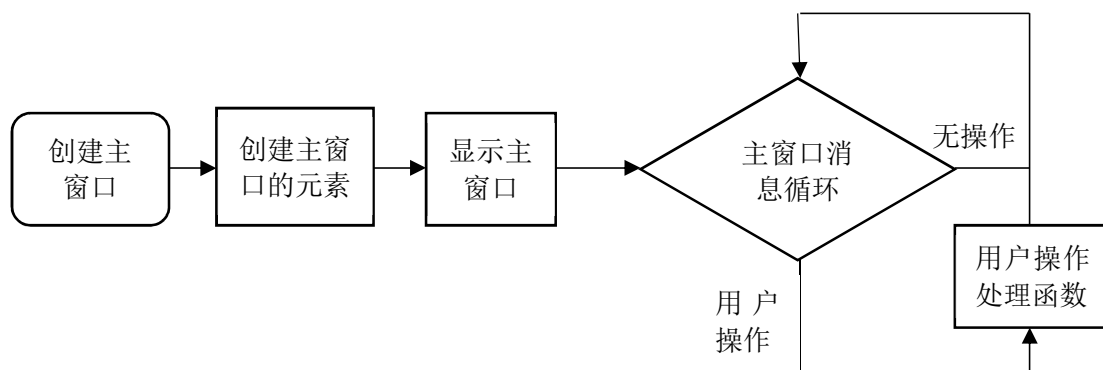 创建主
窗口
创建主窗
口的元素
显示主
窗口
主窗口消
息循环
无操作
用户操作
处理函数
用 户
操作